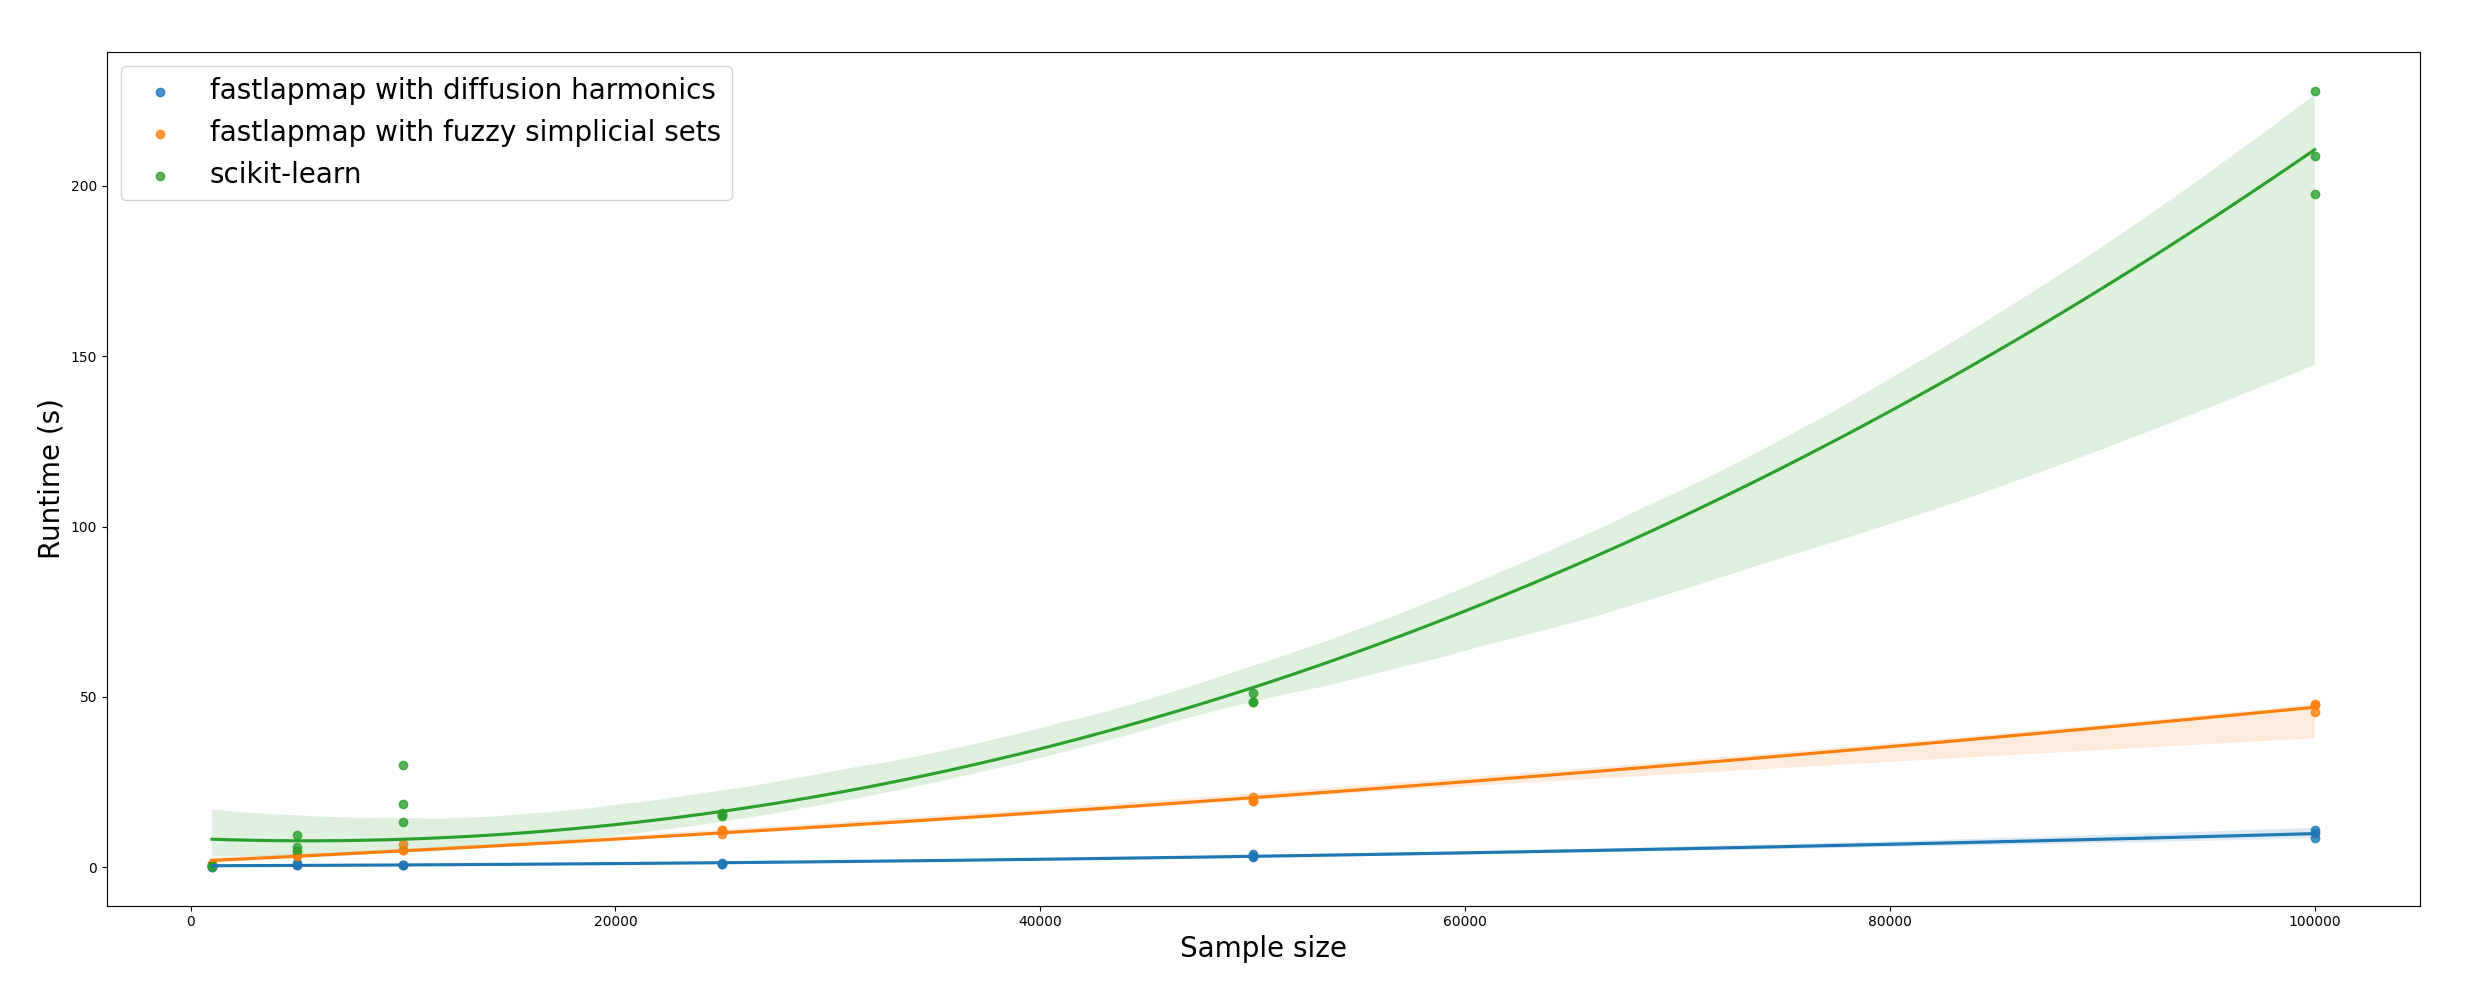 fastlapmap with diffusion harmonics
fastlapmap with fuzzy simplicial sets
scikit-learn
Runtime (s)
200
150
100
50
0
0 20000 40000 60000 80000 100000
Sample size